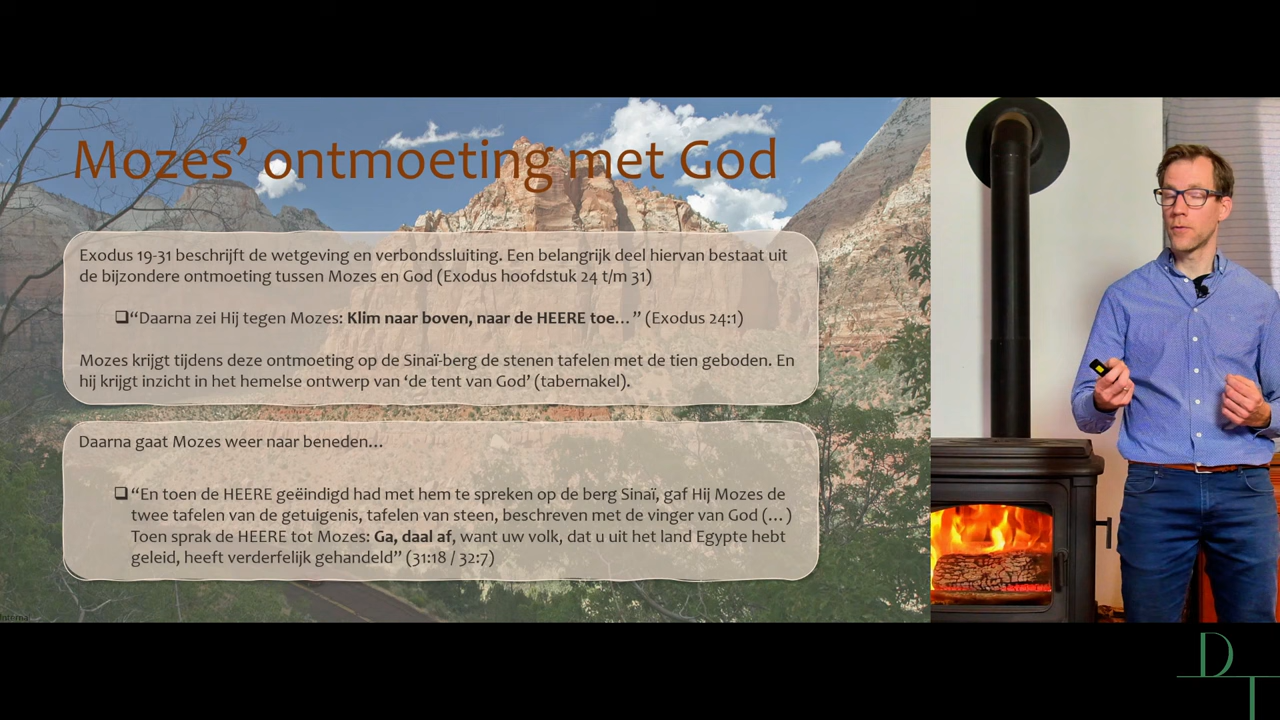 Mozes’ ontmoeting met God
Exodus 19-31 beschrijft de wetgeving en verbondssluiting. Een belangrijk deel hiervan bestaat uit
de bijzondere ontmoeting tussen Mozes en God (Exodus hoofdstuk 24 t/m 31)
❑“Daarna zei Hij tegen Mozes: Klim naar boven, naar de HEERE toe…” (Exodus 24:1)
Mozes krijgt tijdens deze ontmoeting op de Sinaï-berg de stenen tafelen met de tien geboden. En
hij krijgt inzicht in het hemelse ontwerp van ‘de tent van God’ (tabernakel).
Daarna gaat Mozes weer naar beneden…
❑“En toen de HEERE geëindigd had met hem te spreken op de berg Sinaï, gaf Hij Mozes de
twee tafelen van de getuigenis, tafelen van steen, beschreven met de vinger van God (…)
Toen sprak de HEERE tot Mozes: Ga, daal af, want uw volk, dat u uit het land Egypte hebt
geleid, heeft verderfelijk gehandeld” (31:18 / 32:7)
Internal
DT